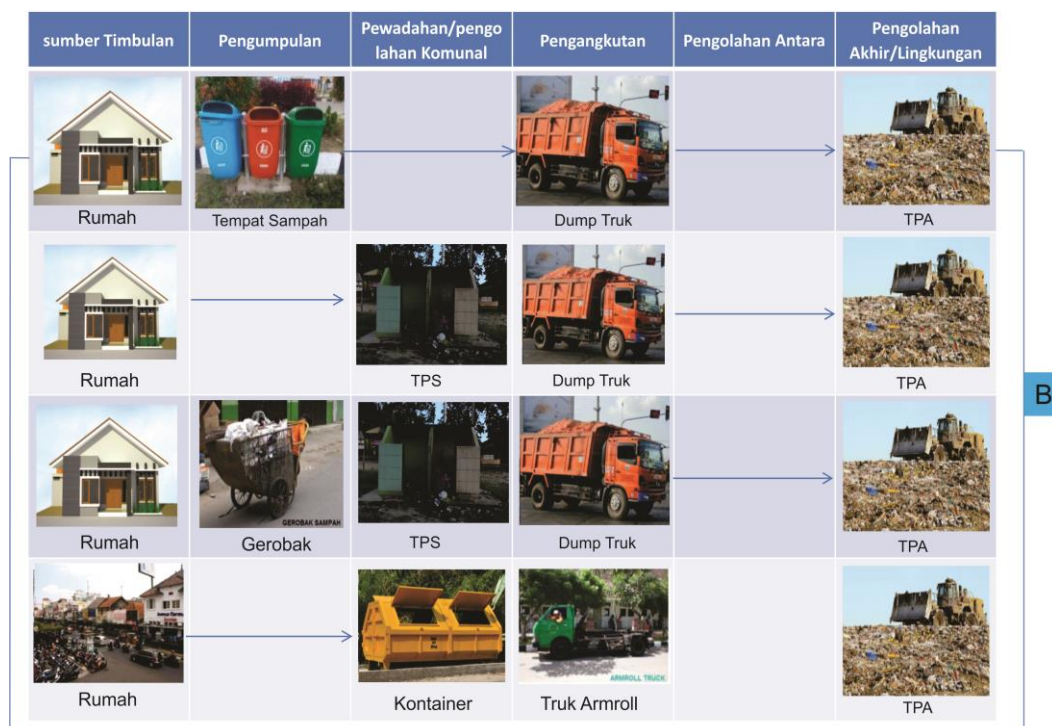 sumber Timbulan
Pengumpulan
Pewadahan/pengo
lahan Komunal
Pengangkutan
Pengolahan Antara
Pengolahan
Akhir/Lingkungan
Rumah
Tempat Sampah
Dump Truk
TPA
Rumah
TPS
Dump Truk
TPA
B
GEROBAK SAMPAH
Rumah
Gerobak
TPS
Dump Truk
TPA
ARMROLL TRUCK
Rumah
Kontainer
Truk Armroll
TPA